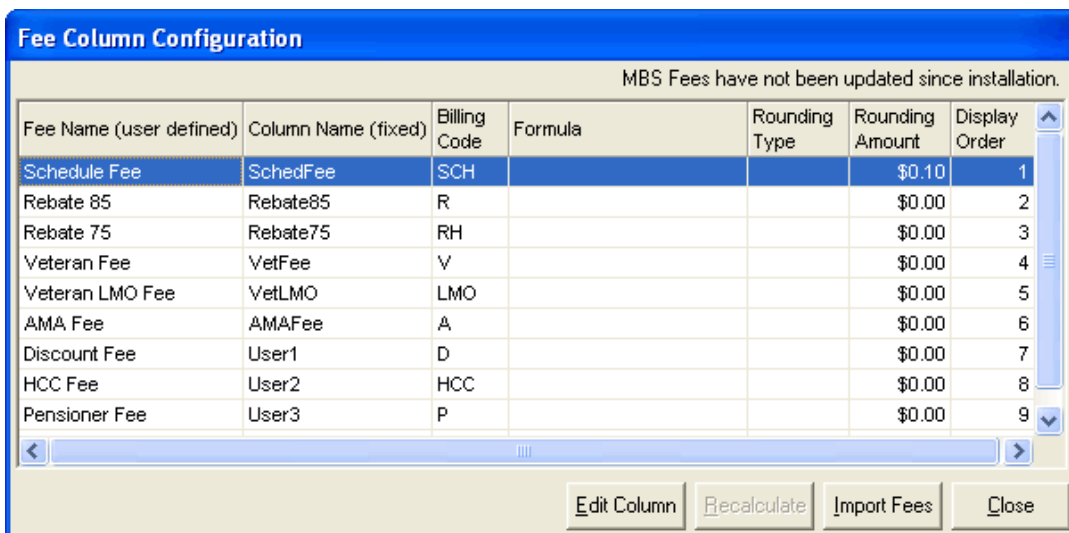 Fee Column Configuration
MBS Fees have not been updated since installation.
Fee Name (user defined) Column Name (fixed) Billing Code Formula Rounding Type Rounding Amount Display Order
Schedule Fee SchedFee SCH $0.10 1
Rebate 85 Rebate85 R $0.00 2
Rebate 75 Rebate75 RH $0.00 3
Veteran Fee VetFee V $0.00 4
Veteran LMO Fee VetLMO LMO $0.00 5
AMA Fee AMAFee A $0.00 6
Discount Fee User1 D $0.00 7
HCC Fee User2 HCC $0.00 8
Pensioner Fee User3 P $0.00 9
Edit Column Recalculate Import Fees Close